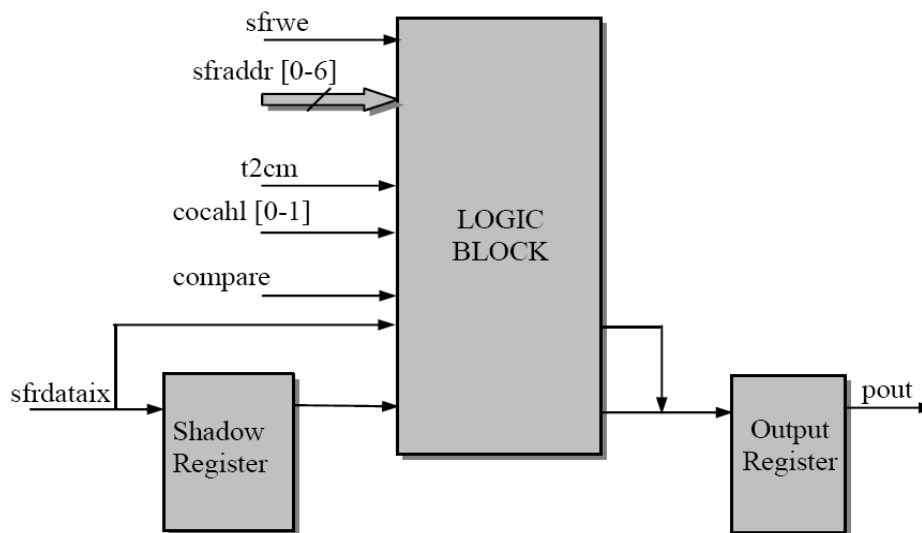 sfrwe
sfraddr [0-6]
t2cm
cocahl [0-1]
compare
sfrdataix
Shadow
Register
LOGIC
BLOCK
Output
Register
pout